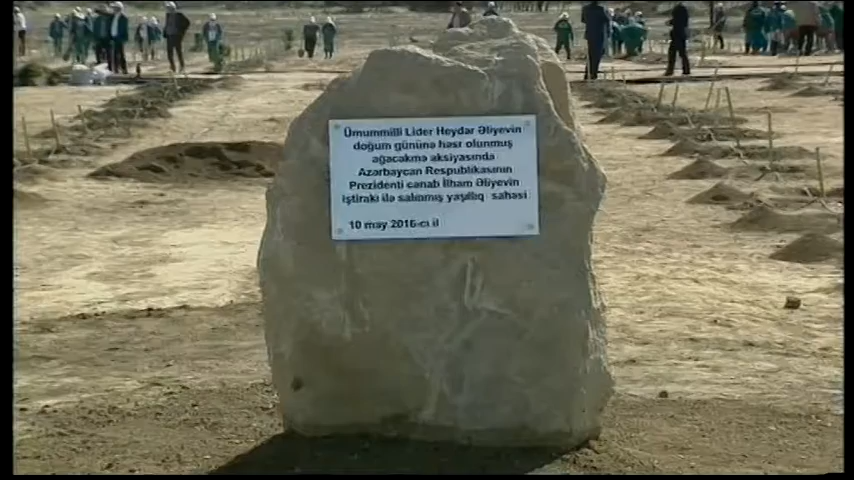 Ümummilli Lider Heydər Əliyevin
doğum gününə həsr olunmuş
ağacəkmə aksiyasında
Azərbaycan Respublikasının
Prezidenti cənab İlham Əliyevin
iştirakı ilə salınmış yaşıllıq sahəsi
10 may 2016-cı il